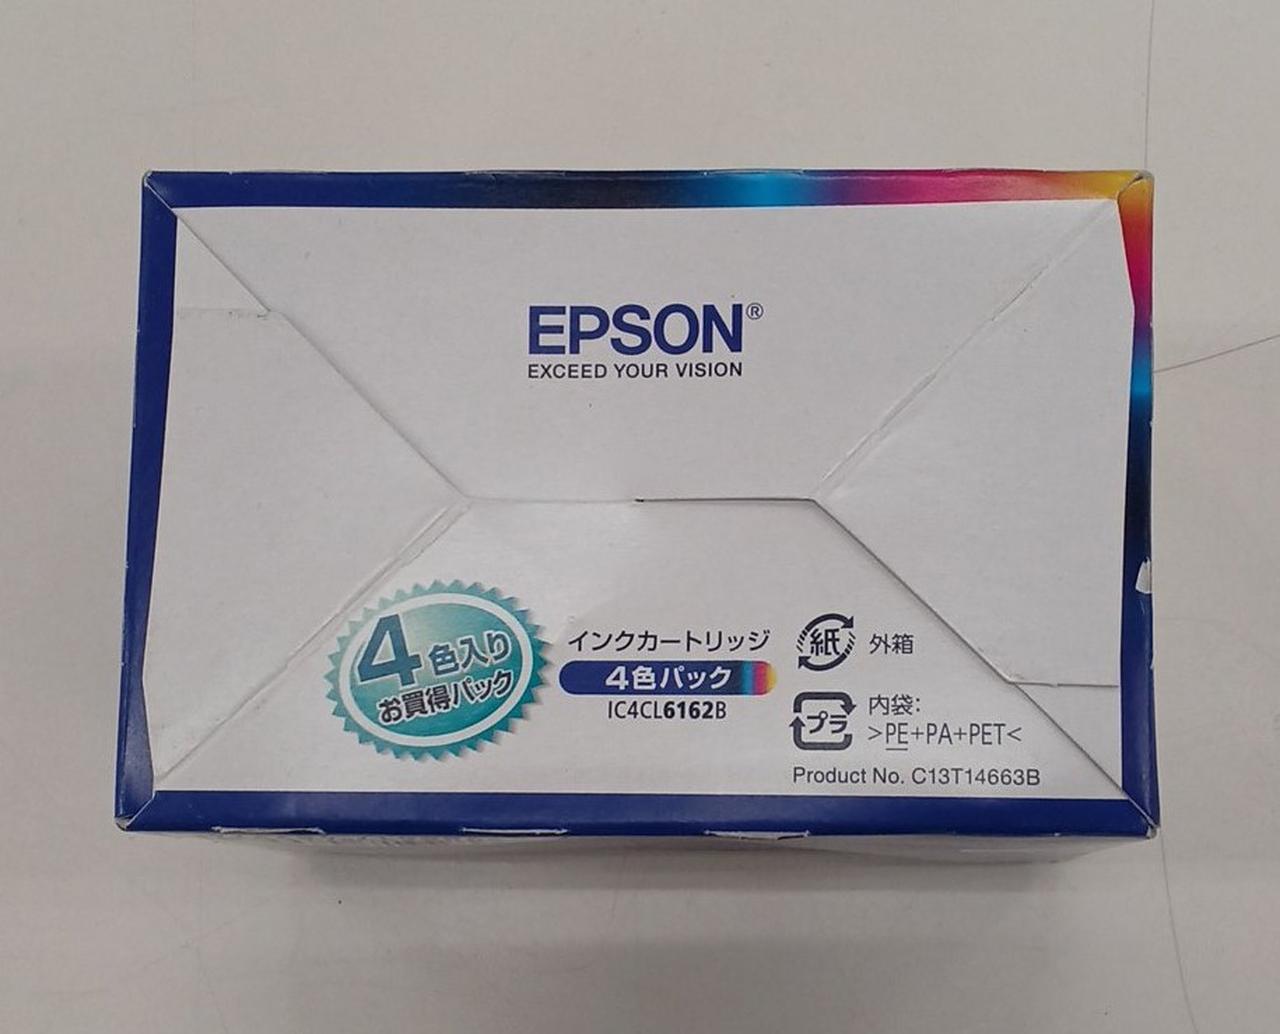 EPSON®
EXCEED YOUR VISION
4色入り
お買得パック
インクカートリッジ
4色パック
IC4CL6162B
紙 外箱
プラ 内袋:
>PE+PA+PET<
Product No. C13T14663B